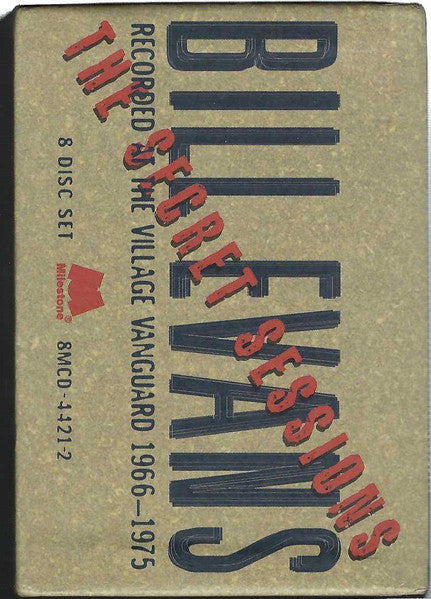 BILL EVANS
THE SECRET SESSIONS
RECORDED AT THE VILLAGE VANGUARD 1966–1975
8 DISC SET
Milestone®
8MCD-4421-2